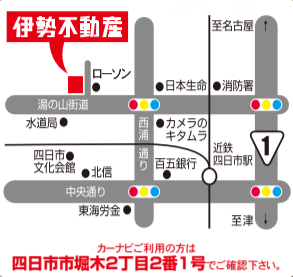 伊勢不動産
至名古屋
↑
ローソン
日本生命
消防署
湯の山街道
水道局
カメラの
キタムラ
西浦通り
近鉄
四日市駅
1
四日市
文化会館
北信
百五銀行
中央通り
東海労金
至津
↓
カーナビご利用の方は
四日市市堀木2丁目2番1号でご確認下さい。